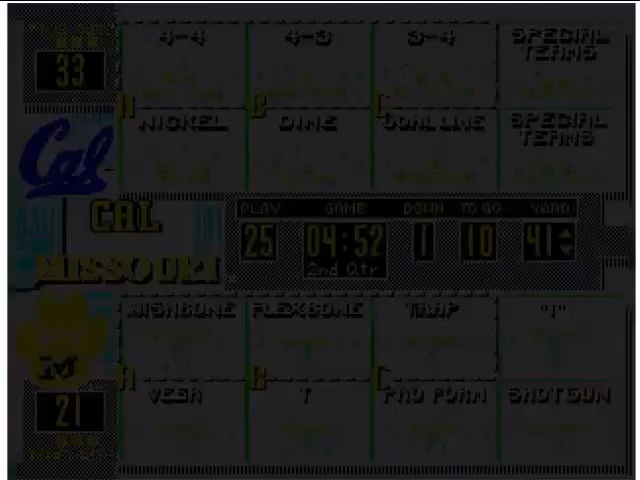 4-4 4-3 3-4 SPECIAL TEAMS
33
A B C
NICKEL DIME GOAL LINE SPECIAL TEAMS
Cal
PLAY GAME DOWN TO GO YARD
CAL
25 04:52 1 10 41
2nd Qtr
MISSOURI
WISHBONE FLEXBONE TRAP "I"
M
A B C
VEER T PRO FORM SHOTGUN
21